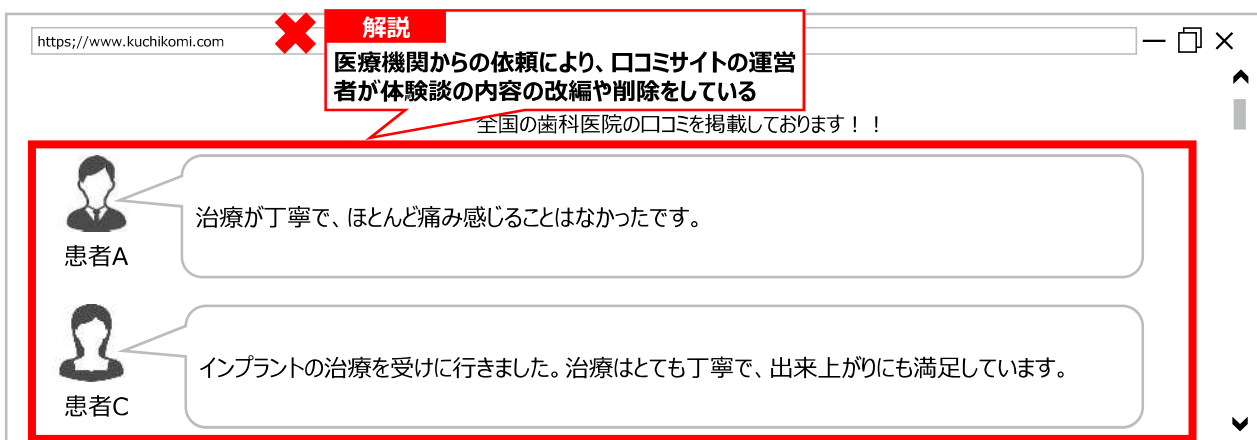 https;//www.kuchikomi.com
解説
医療機関からの依頼により、口コミサイトの運営
者が体験談の内容の改編や削除をしている
全国の歯科医院の口コミを掲載しております！！
治療が丁寧で、ほとんど痛み感じることはなかったです。
患者A
インプラントの治療を受けに行きました。治療はとても丁寧で、出来上がりにも満足しています。
患者C